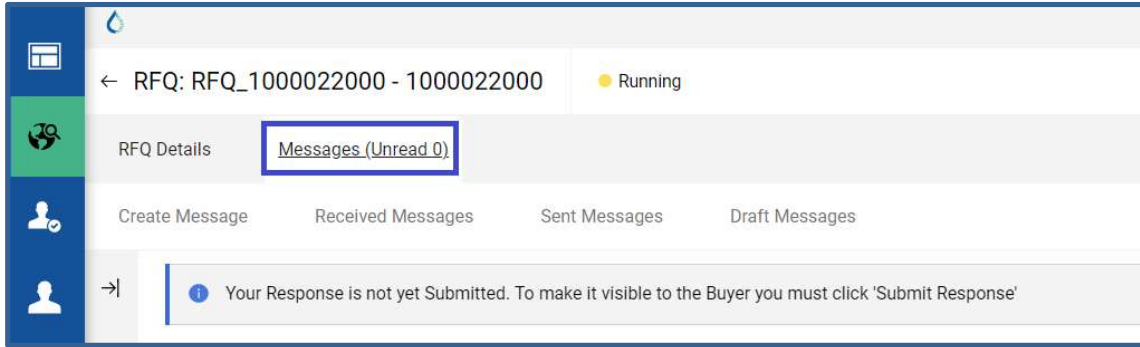 ← RFQ: RFQ_1000022000 - 1000022000 Running
RFQ Details Messages (Unread 0)
Create Message Received Messages Sent Messages Draft Messages
Your Response is not yet Submitted. To make it visible to the Buyer you must click 'Submit Response'